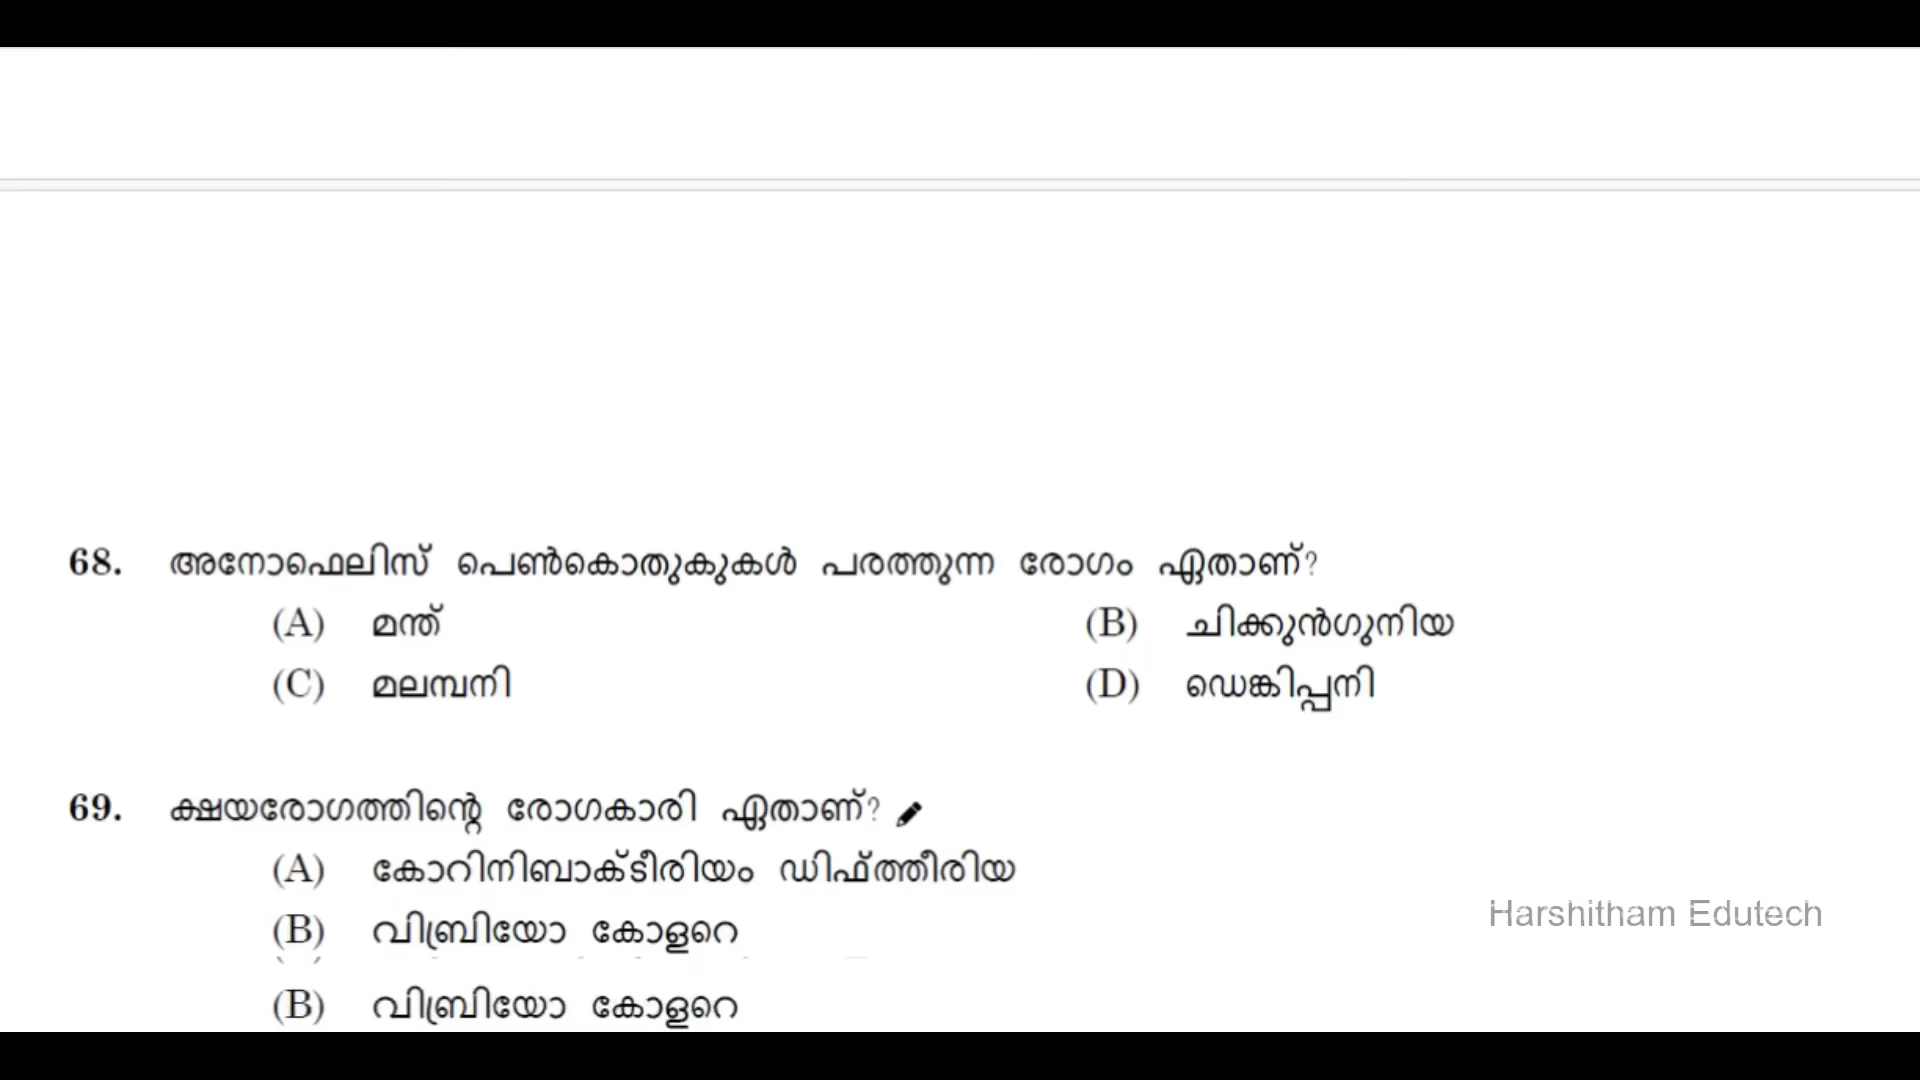 68. അനോഫെലിസ് പെൺകൊതുകുകൾ പരത്തുന്ന രോഗം ഏതാണ്?
(A) മന്ത് (B) ചിക്കുൻഗുനിയ
(C) മലമ്പനി (D) ഡെങ്കിപ്പനി
69. ക്ഷയരോഗത്തിന്റെ രോഗകാരി ഏതാണ്?
(A) കോറിനിബാക്ടീരിയം ഡിഫ്ത്തീരിയ
Harshitham Edutech
(B) വിബ്രിയോ കോളറെ
(B) വിബ്രിയോ കോളറെ